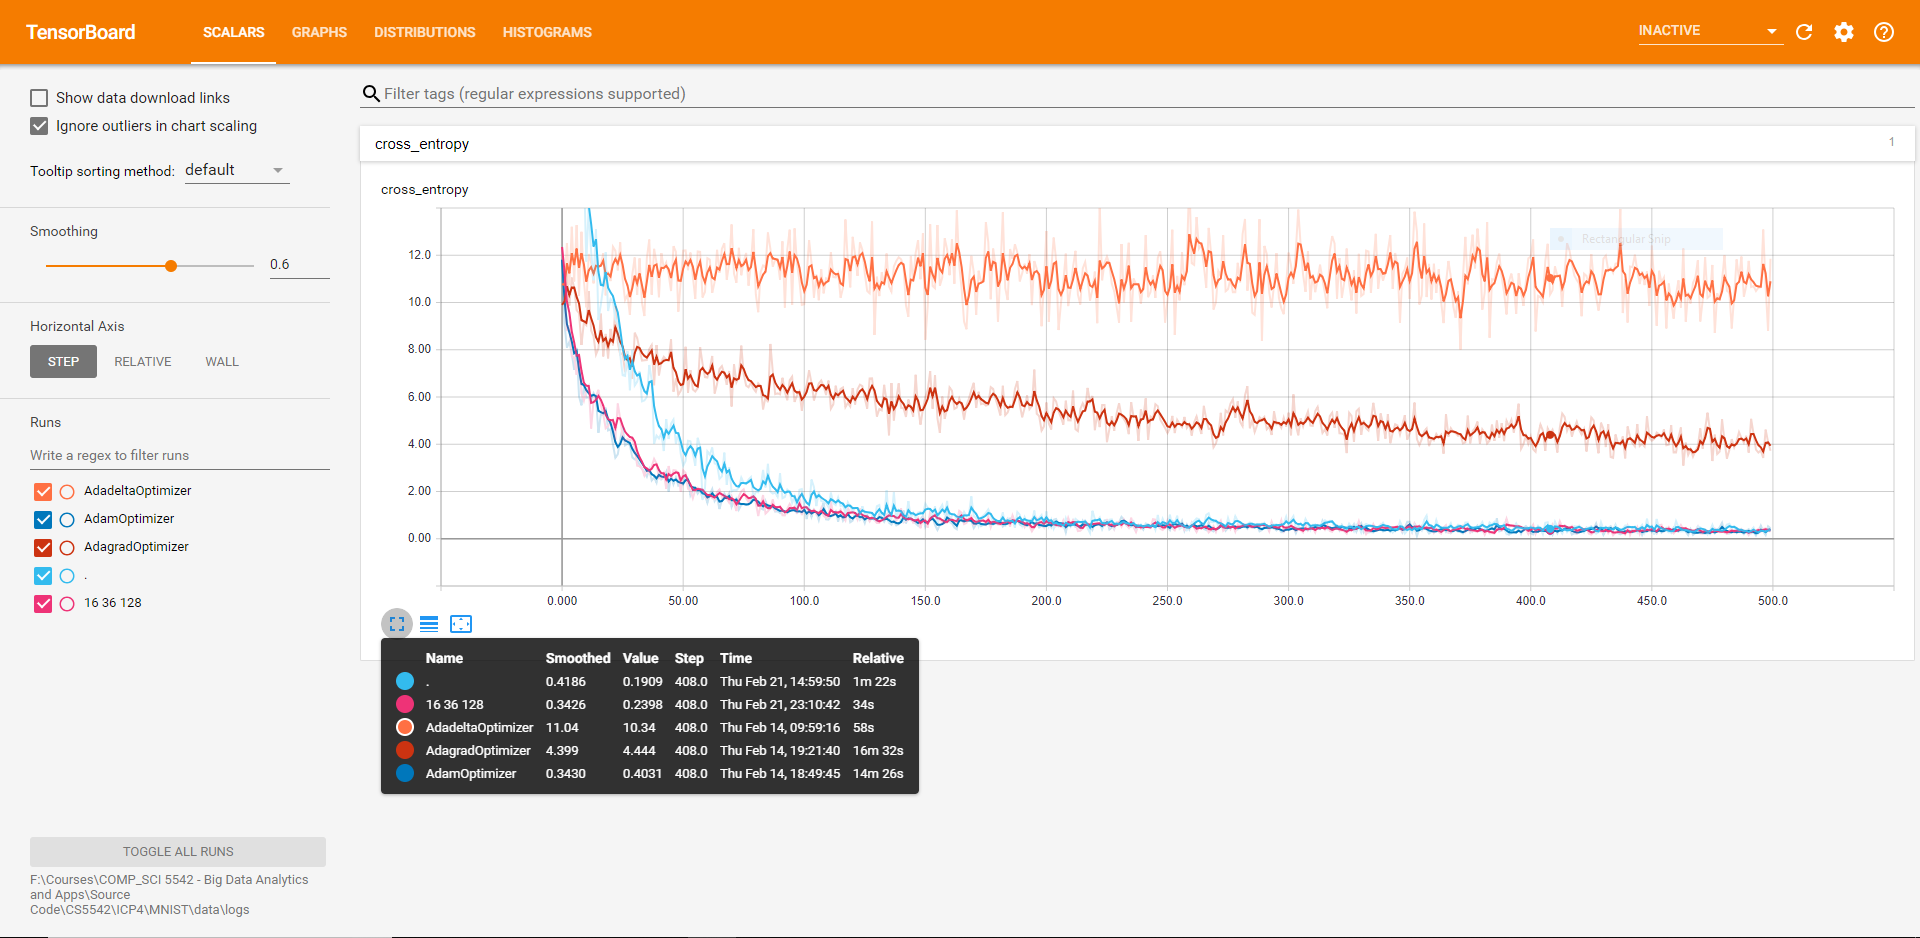 TensorBoard SCALARS GRAPHS DISTRIBUTIONS HISTOGRAMS INACTIVE
Show data download links
Ignore outliers in chart scaling
Tooltip sorting method: default
Smoothing
0.6
Horizontal Axis
STEP RELATIVE WALL
Runs
Write a regex to filter runs
AdadeltaOptimizer
AdamOptimizer
AdagradOptimizer
.
16 36 128
TOGGLE ALL RUNS
F:\Courses\COMP_SCI 5542 - Big Data Analytics
and Apps\Source
Code\CS5542\ICP4\MNIST\data\logs
Filter tags (regular expressions supported)
cross_entropy 1
cross_entropy
Rectangular Snip
12.0
10.0
8.00
6.00
4.00
2.00
0.00
0.000 50.00 100.0 150.0 200.0 250.0 300.0 350.0 400.0 450.0 500.0
Name Smoothed Value Step Time Relative
. 0.4186 0.1909 408.0 Thu Feb 21, 14:59:50 1m 22s
16 36 128 0.3426 0.2398 408.0 Thu Feb 21, 23:10:42 34s
AdadeltaOptimizer 11.04 10.34 408.0 Thu Feb 14, 09:59:16 58s
AdagradOptimizer 4.399 4.444 408.0 Thu Feb 14, 19:21:40 16m 32s
AdamOptimizer 0.3430 0.4031 408.0 Thu Feb 14, 18:49:45 14m 26s